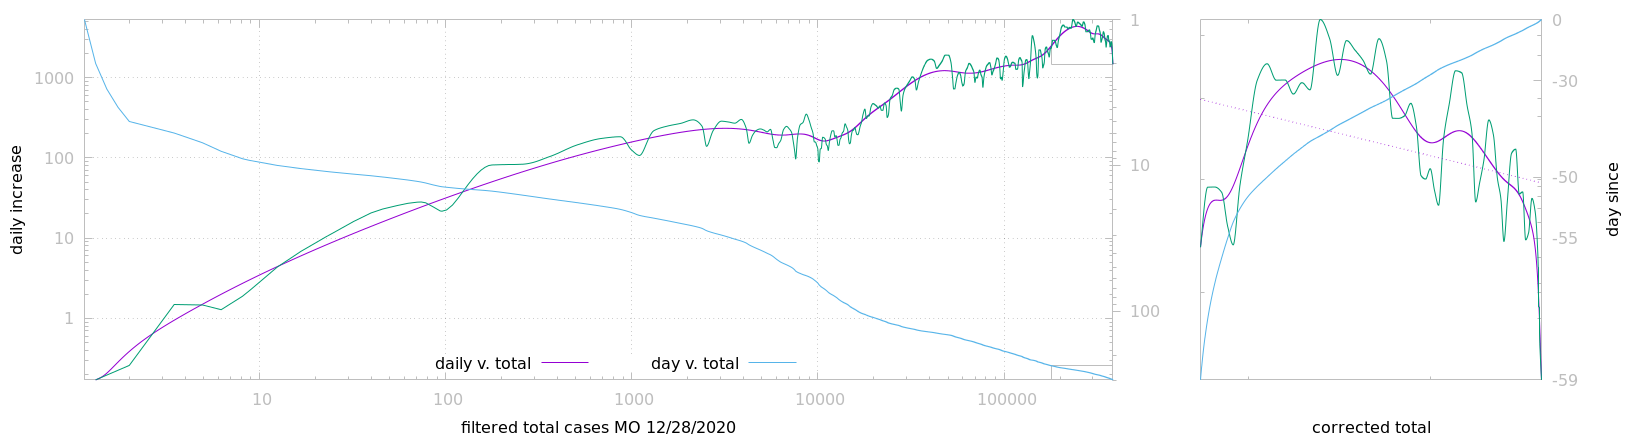 daily increase
1000
100
10
1
10
100
1000
10000
100000
filtered total cases MO 12/28/2020
daily v. total
day v. total
1
10
100
corrected total
0
-30
-50
-55
-59
day since